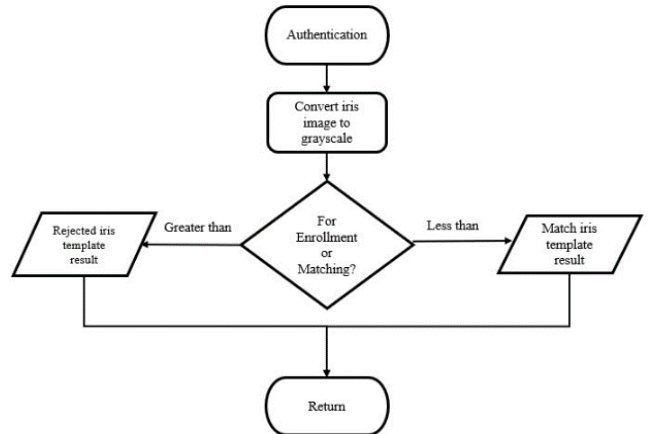 Authentication
Convert iris
image to
grayscale
For
Enrollment
or
Matching?
Greater than
Less than
Rejected iris
template
result
Match iris
template
result
Return